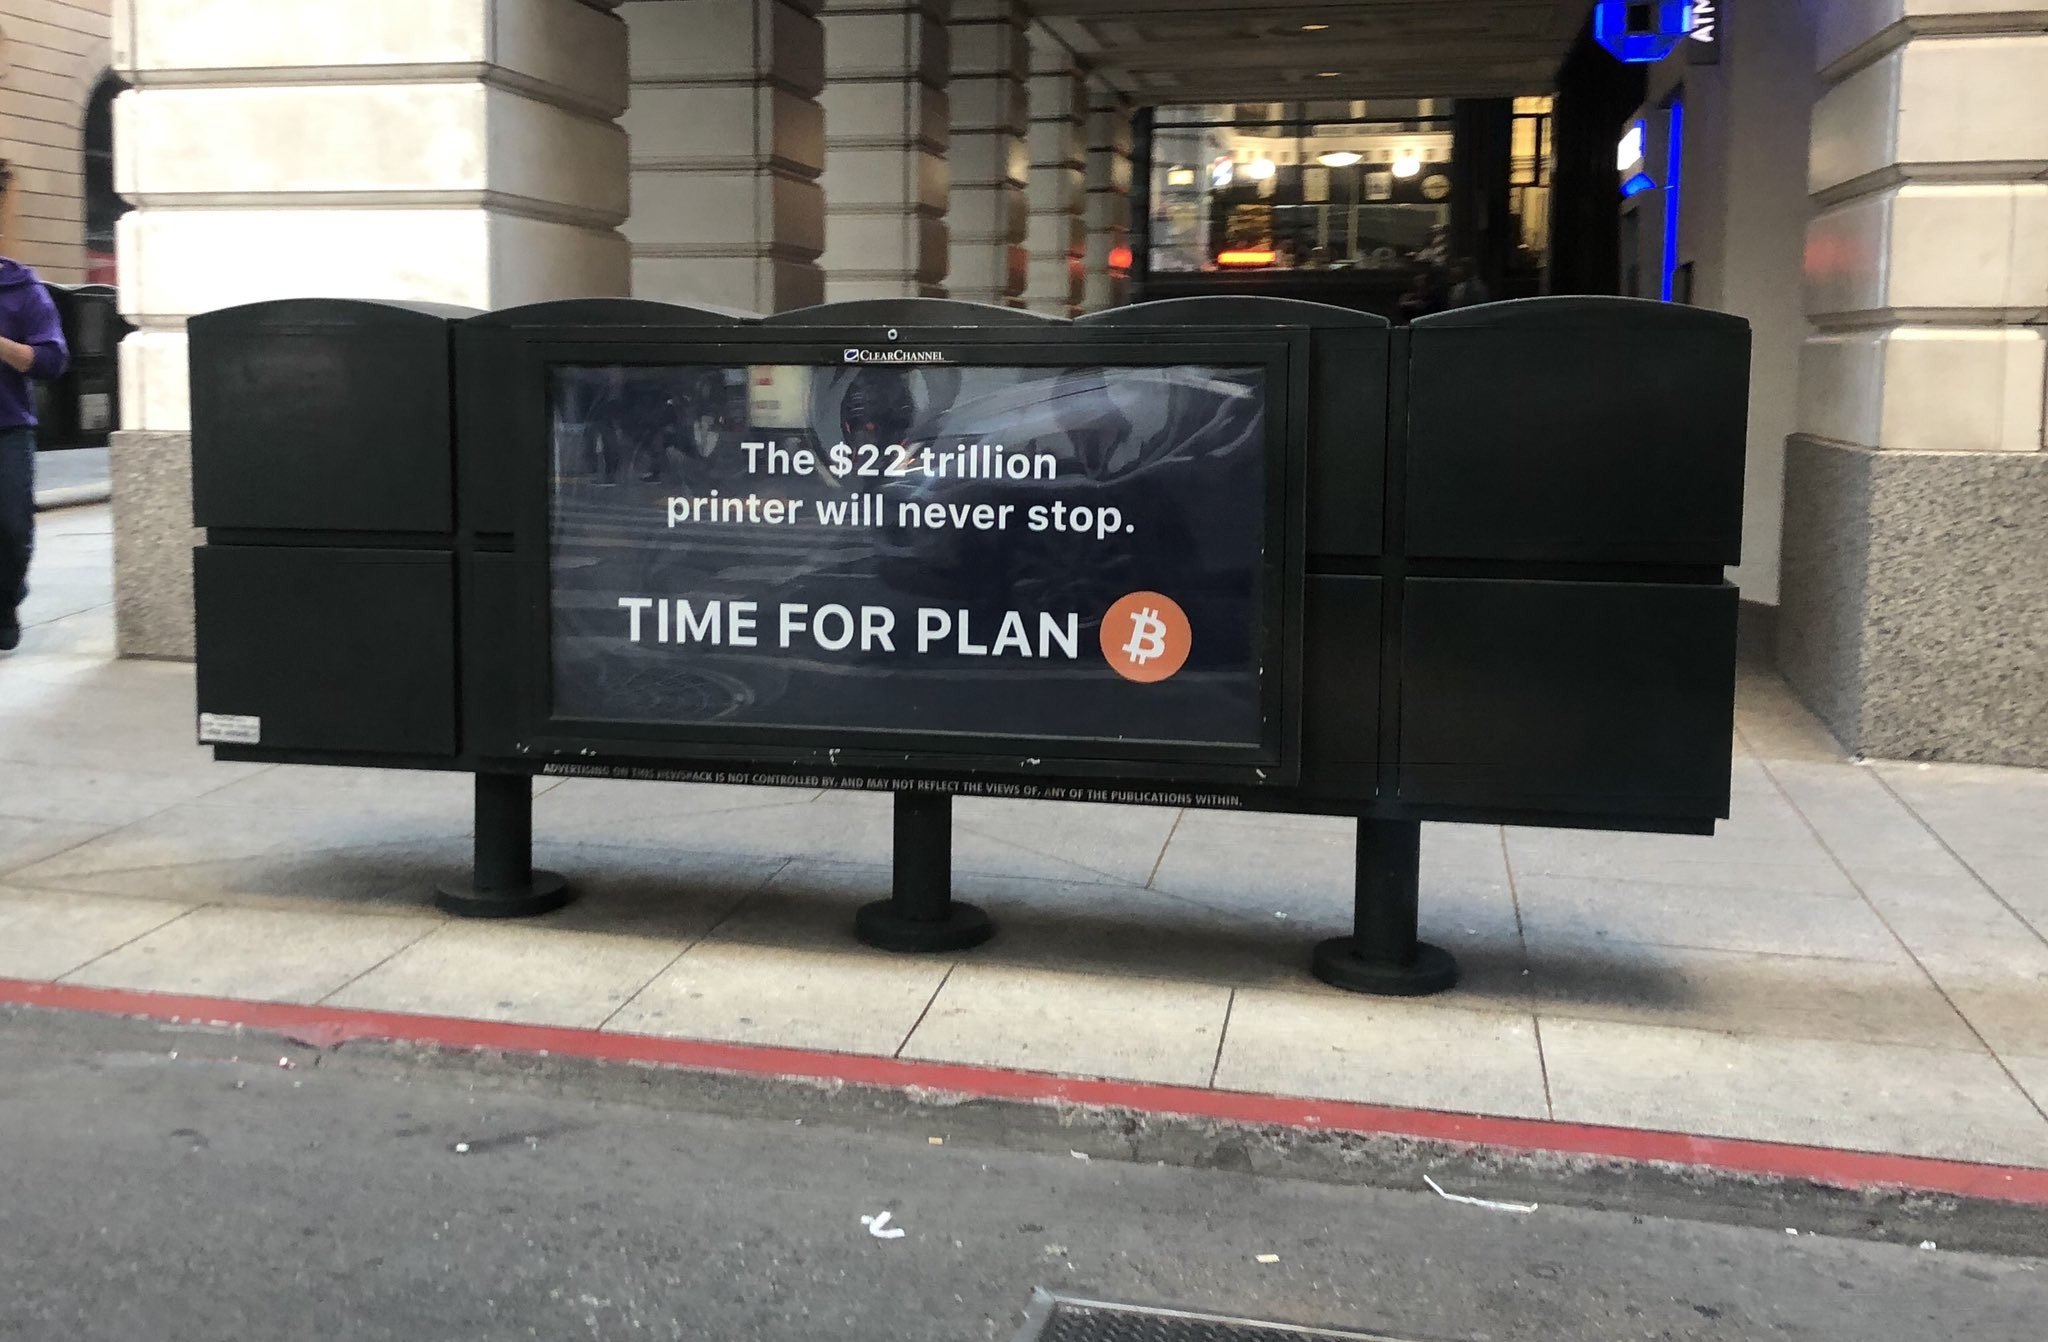 ATM
CLEARCHANNEL
The $22 trillion
printer will never stop.
TIME FOR PLAN ₿
ADVERTISING ON THIS NEWSRACK IS NOT CONTROLLED BY, AND MAY NOT REFLECT THE VIEWS OF, ANY OF THE PUBLICATIONS WITHIN.